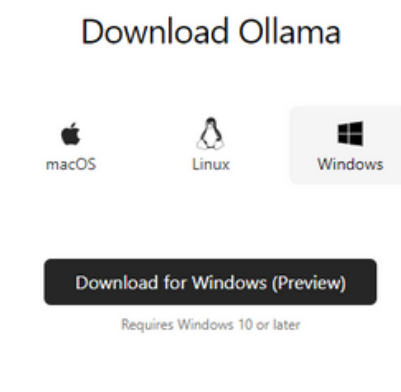 Download Ollama
macOS
Linux
Windows
Download for Windows (Preview)
Requires Windows 10 or later